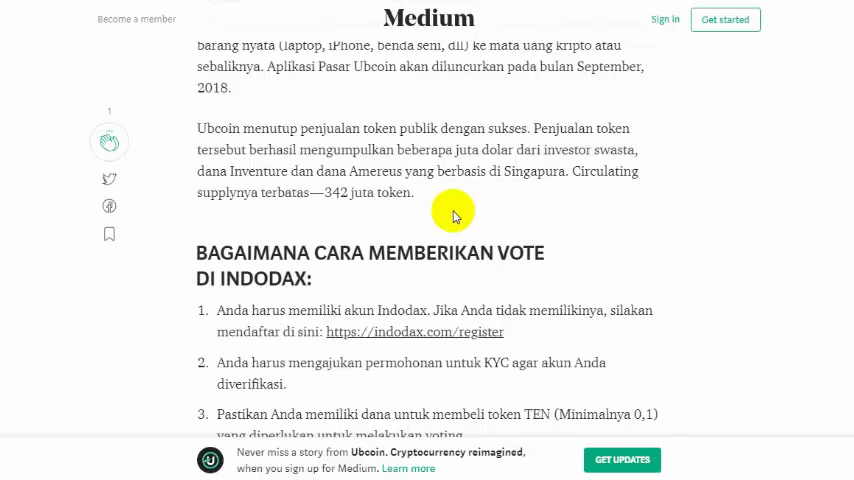 Become a member
Medium
Sign in
Get started
barang nyata (laptop, iPhone, benda seni, dll) ke mata uang kripto atau
sebaliknya. Aplikasi Pasar Ubcoin akan diluncurkan pada bulan September,
2018.
1
Ubcoin menutup penjualan token publik dengan sukses. Penjualan token
tersebut berhasil mengumpulkan beberapa juta dolar dari investor swasta,
dana Inventure dan dana Amereus yang berbasis di Singapura. Circulating
supplynya terbatas—342 juta token.
BAGAIMANA CARA MEMBERIKAN VOTE
DI INDODAX:
1. Anda harus memiliki akun Indodax. Jika Anda tidak memilikinya, silakan
mendaftar di sini: https://indodax.com/register
2. Anda harus mengajukan permohonan untuk KYC agar akun Anda
diverifikasi.
3. Pastikan Anda memiliki dana untuk membeli token TEN (Minimalnya 0,1)
yang diperlukan untuk melakukan voting.
Never miss a story from Ubcoin. Cryptocurrency reimagined,
when you sign up for Medium. Learn more
GET UPDATES